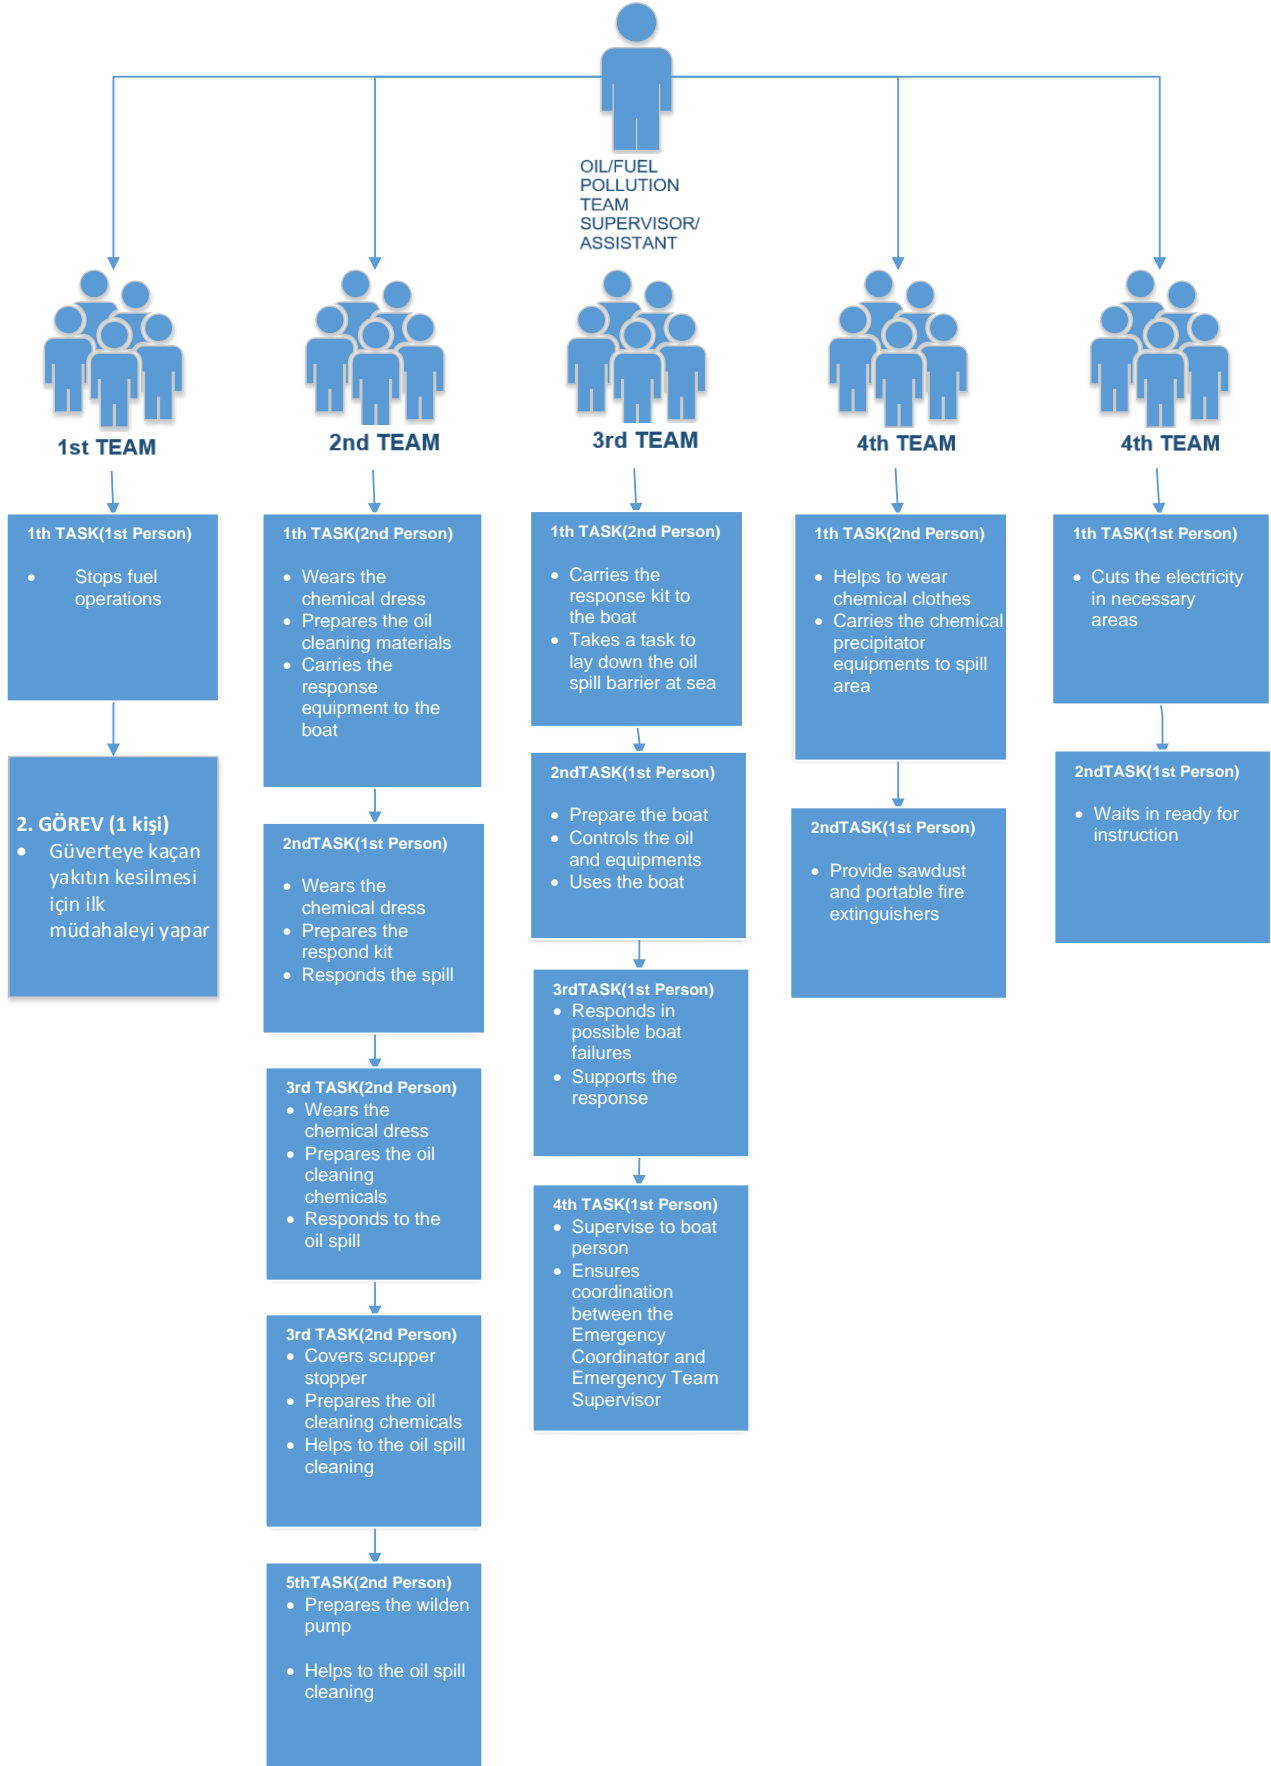 OIL/FUEL
POLLUTION
TEAM
SUPERVISOR/
ASSISTANT
1st TEAM
1th TASK(1st Person)
• Stops fuel
operations
2. GÖREV (1 kişi)
• Güverteye kaçan
yakıtın kesilmesi
için ilk
müdahaleyi yapar
2nd TEAM
1th TASK(2nd Person)
• Wears the
chemical dress
• Prepares the oil
cleaning materials
• Carries the
response
equipment to the
boat
2ndTASK(1st Person)
• Wears the
chemical dress
• Prepares the
respond kit
• Responds the spill
3rd TASK(2nd Person)
• Wears the
chemical dress
• Prepares the oil
cleaning
chemicals
• Responds to the
oil spill
3rd TASK(2nd Person)
• Covers scupper
stopper
• Prepares the oil
cleaning chemicals
• Helps to the oil spill
cleaning
5thTASK(2nd Person)
• Prepares the wilden
pump
• Helps to the oil spill
cleaning
3rd TEAM
1th TASK(2nd Person)
• Carries the
response kit to
the boat
• Takes a task to
lay down the oil
spill barrier at sea
2ndTASK(1st Person)
• Prepare the boat
• Controls the oil
and equipments
• Uses the boat
3rdTASK(1st Person)
• Responds in
possible boat
failures
• Supports the
response
4th TASK(1st Person)
• Supervise to boat
person
• Ensures
coordination
between the
Emergency
Coordinator and
Emergency Team
Supervisor
4th TEAM
1th TASK(2nd Person)
• Helps to wear
chemical clothes
• Carries the chemical
precipitator
equipments to spill
area
2ndTASK(1st Person)
• Provide sawdust
and portable fire
extinguishers
4th TEAM
1th TASK(1st Person)
• Cuts the electricity
in necessary
areas
2ndTASK(1st Person)
• Waits in ready for
instruction